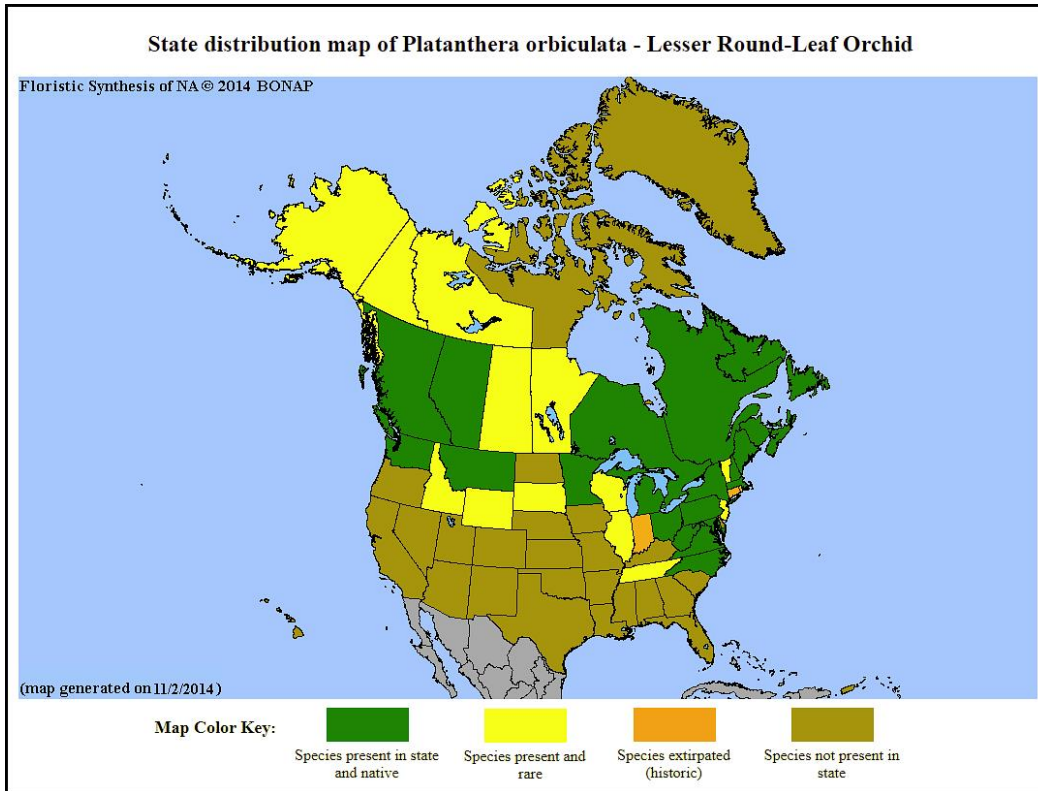 State distribution map of Platanthera orbiculata - Lesser Round-Leaf Orchid
Floristic Synthesis of NA © 2014 BONAP
(map generated on 11/2/2014)
Map Color Key:
Species present in state
and native
Species present and
rare
Species extirpated
(historic)
Species not present in
state